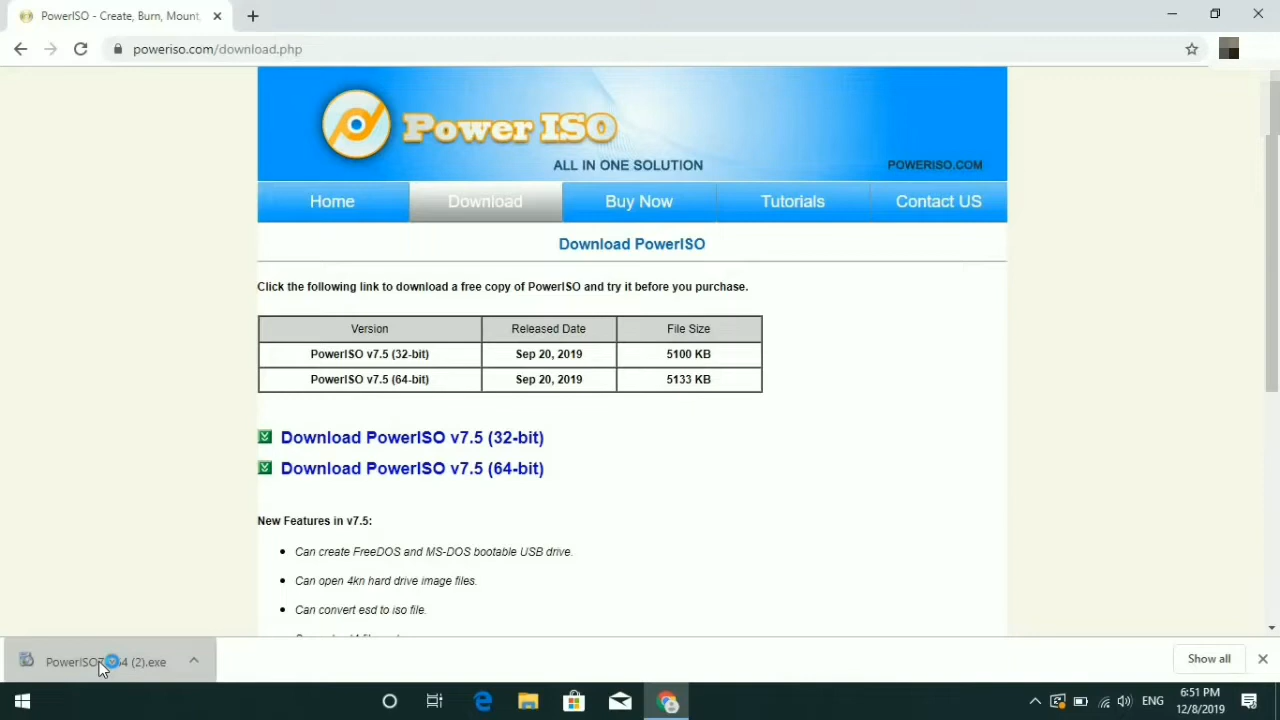 PowerISO - Create, Burn, Mount,
poweriso.com/download.php
Power ISO
ALL IN ONE SOLUTION
POWERISO.COM
Home Download Buy Now Tutorials Contact US
Download PowerISO
Click the following link to download a free copy of PowerISO and try it before you purchase.
Version Released Date File Size
PowerISO v7.5 (32-bit) Sep 20, 2019 5100 KB
PowerISO v7.5 (64-bit) Sep 20, 2019 5133 KB
Download PowerISO v7.5 (32-bit)
Download PowerISO v7.5 (64-bit)
New Features in v7.5:
Can create FreeDOS and MS-DOS bootable USB drive.
Can open 4kn hard drive image files.
Can convert esd to iso file.
(2).exe
Show all
ENG
6:51 PM
12/8/2019